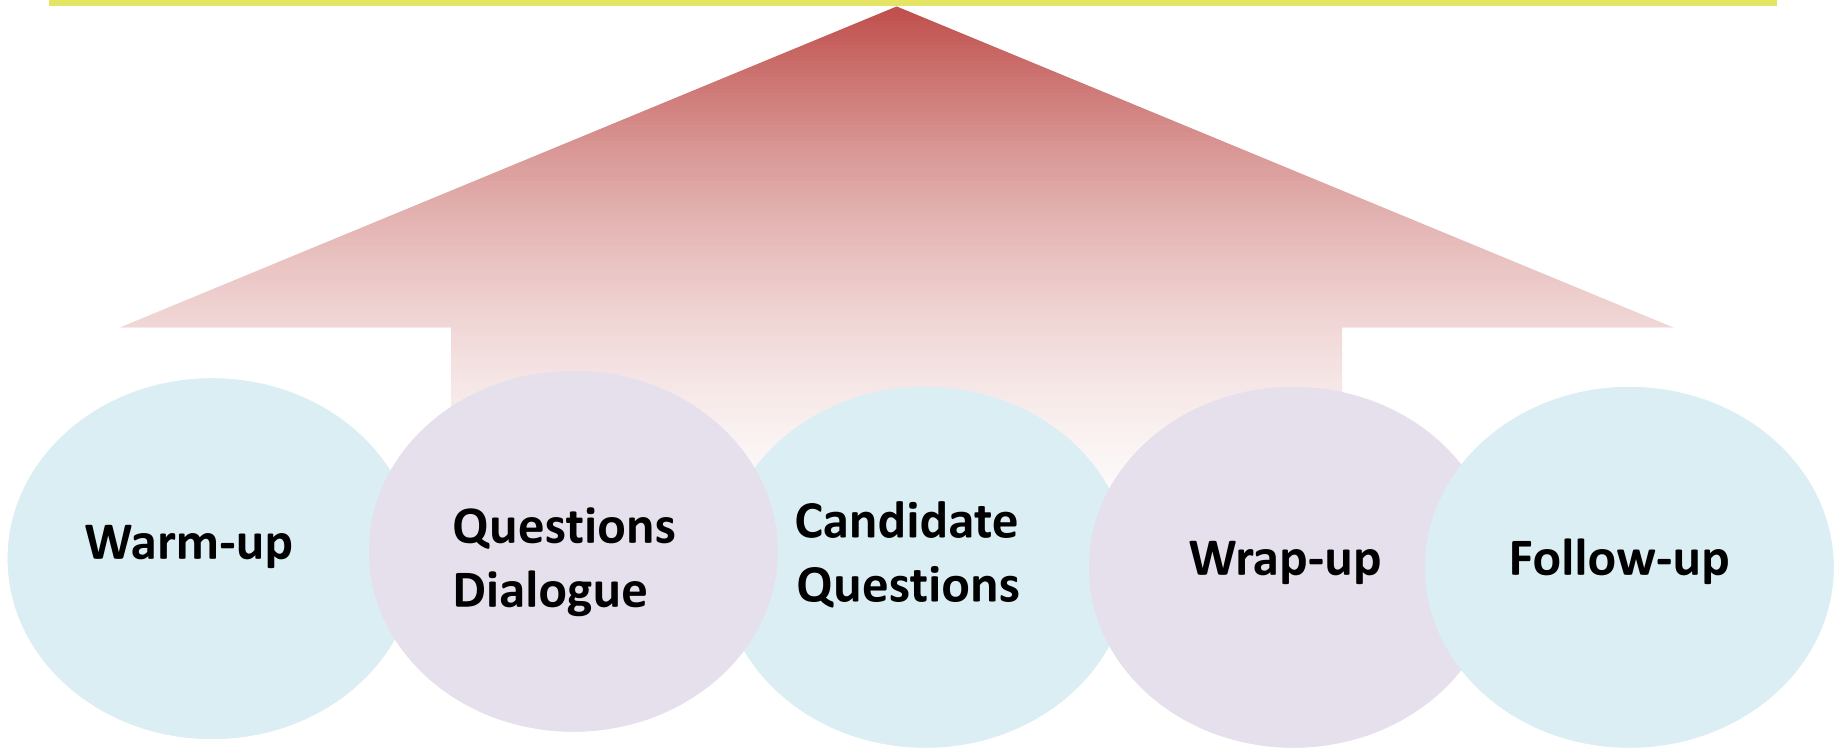 Warm-up
Questions
Dialogue
Candidate
Questions
Wrap-up
Follow-up